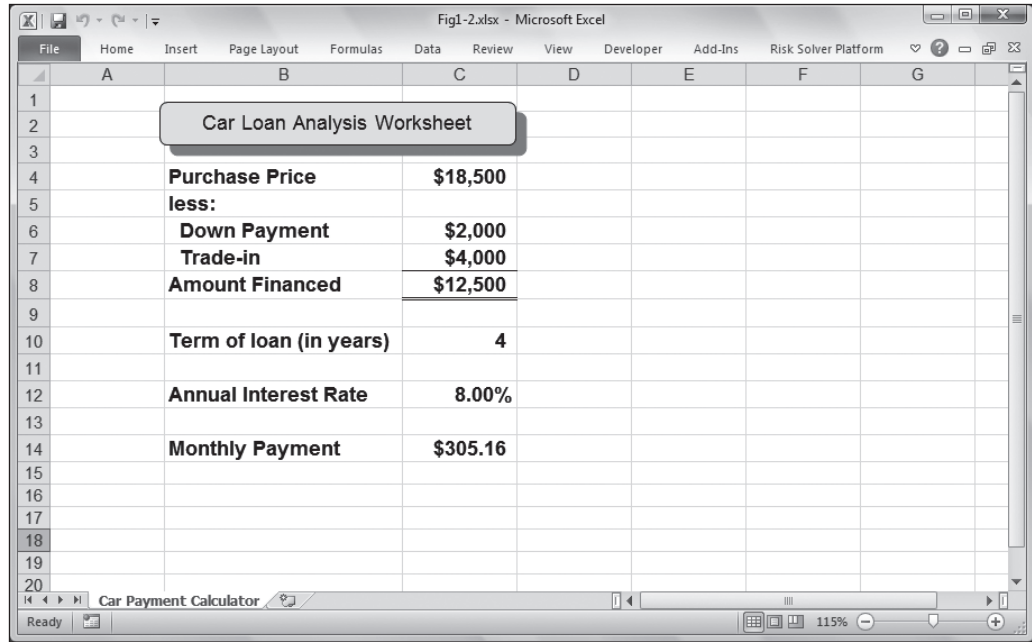 Fig1-2.xlsx - Microsoft Excel
File Home Insert Page Layout Formulas Data Review View Developer Add-Ins Risk Solver Platform
A B C D E F G
1
2 Car Loan Analysis Worksheet
3
4 Purchase Price $18,500
5 less:
6 Down Payment $2,000
7 Trade-in $4,000
8 Amount Financed $12,500
9
10 Term of loan (in years) 4
11
12 Annual Interest Rate 8.00%
13
14 Monthly Payment $305.16
15
16
17
18
19
20
Car Payment Calculator
Ready 115%